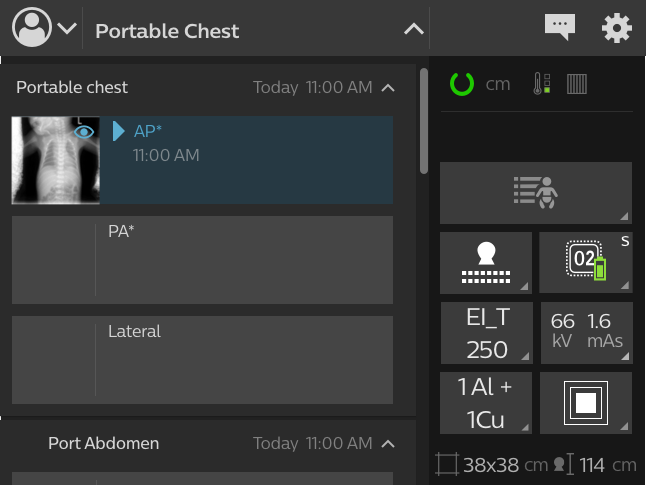 Portable Chest
Portable chest Today 11:00 AM
L
AP*
11:00 AM
PA*
Lateral
Port Abdomen Today 11:00 AM
cm
02 S
EI_T
250
66 1.6
kV mAs
1 Al +
1Cu
38x38 cm 114 cm